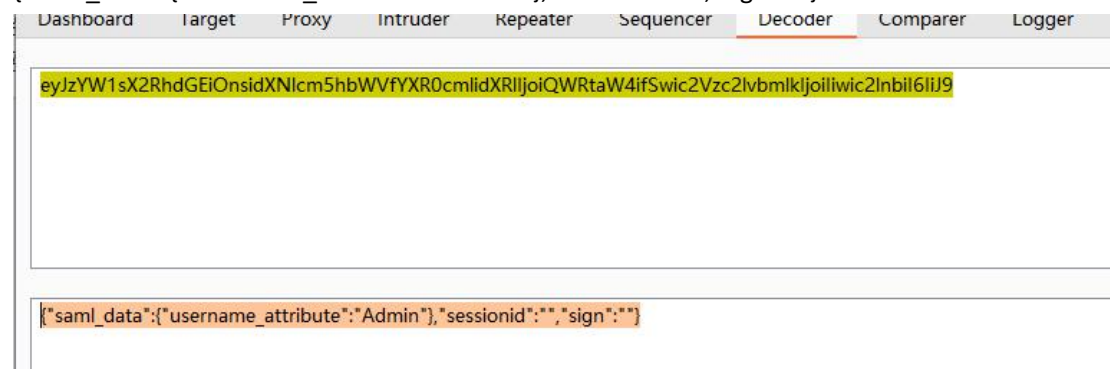 Dashboard Target Proxy Intruder Repeater Sequencer Decoder Comparer Logger
eyJzYW1sX2RhdGEiOnsidXNlcm5hbWVfYXR0cmlidXRlIjoiQWRtaW4ifSwic2Vzc2lvbmlkIjoiIiwic2lnbiI6IiJ9
{"saml_data":{"username_attribute":"Admin"},"sessionid":"","sign":""}